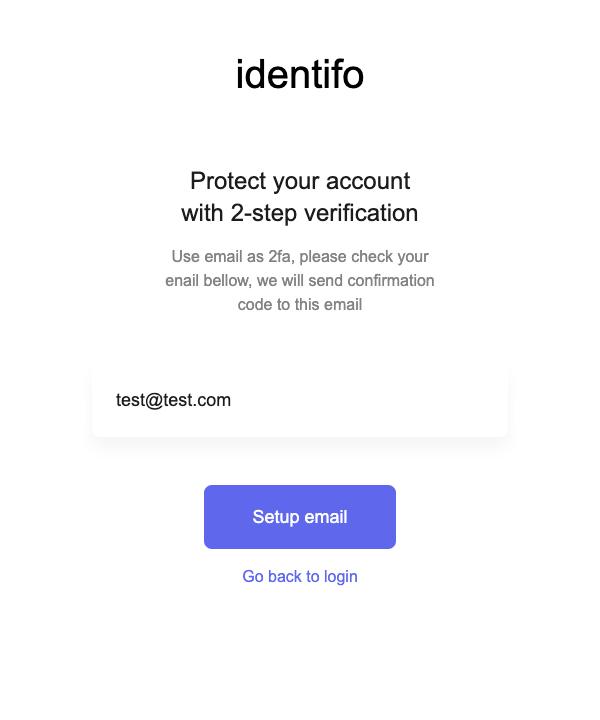 identifo
Protect your account
with 2-step verification
Use email as 2fa, please check your
enail bellow, we will send confirmation
code to this email
test@test.com
Setup email
Go back to login